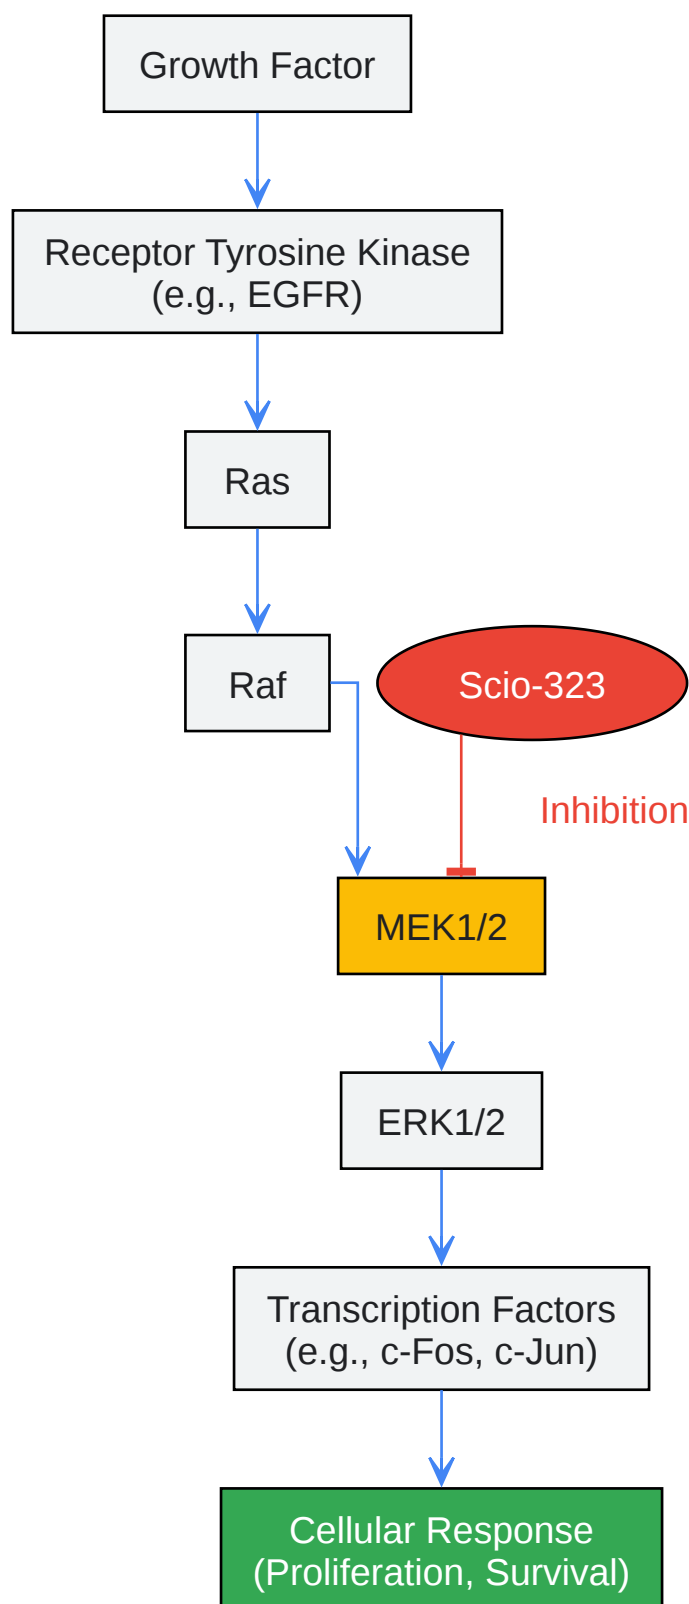 Growth Factor
Receptor Tyrosine Kinase
(e.g., EGFR)
Ras
Raf
Scio-323
Inhibition
MEK1/2
ERK1/2
Transcription Factors
(e.g., c-Fos, c-Jun)
Cellular Response
(Proliferation, Survival)